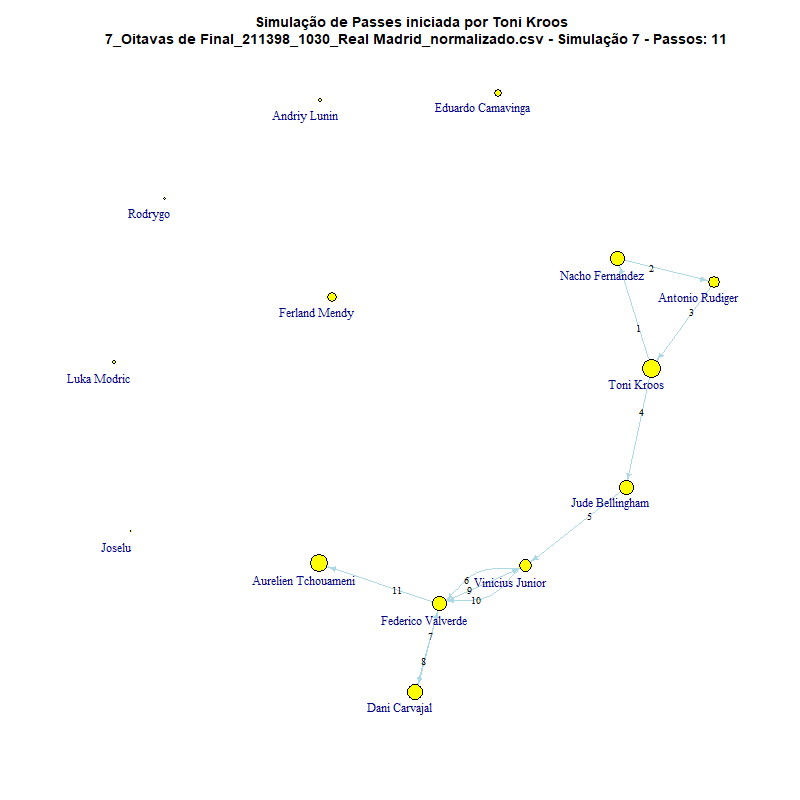 Simulação de Passes iniciada por Toni Kroos
7_Oitavas de Final_211398_1030_Real Madrid_normalizado.csv - Simulação 7 - Passos: 11
Eduardo Camavinga
Andriy Lunin
Rodrygo
2
Nacho Fernandez
Antonio Rudiger
Ferland Mendy
3
1
Luka Modric
Toni Kroos
4
Jude Bellingham
5
Joselu
Aurelien Tchouameni
6
Vinicius Junior
11
9
10
Federico Valverde
7
8
Dani Carvajal